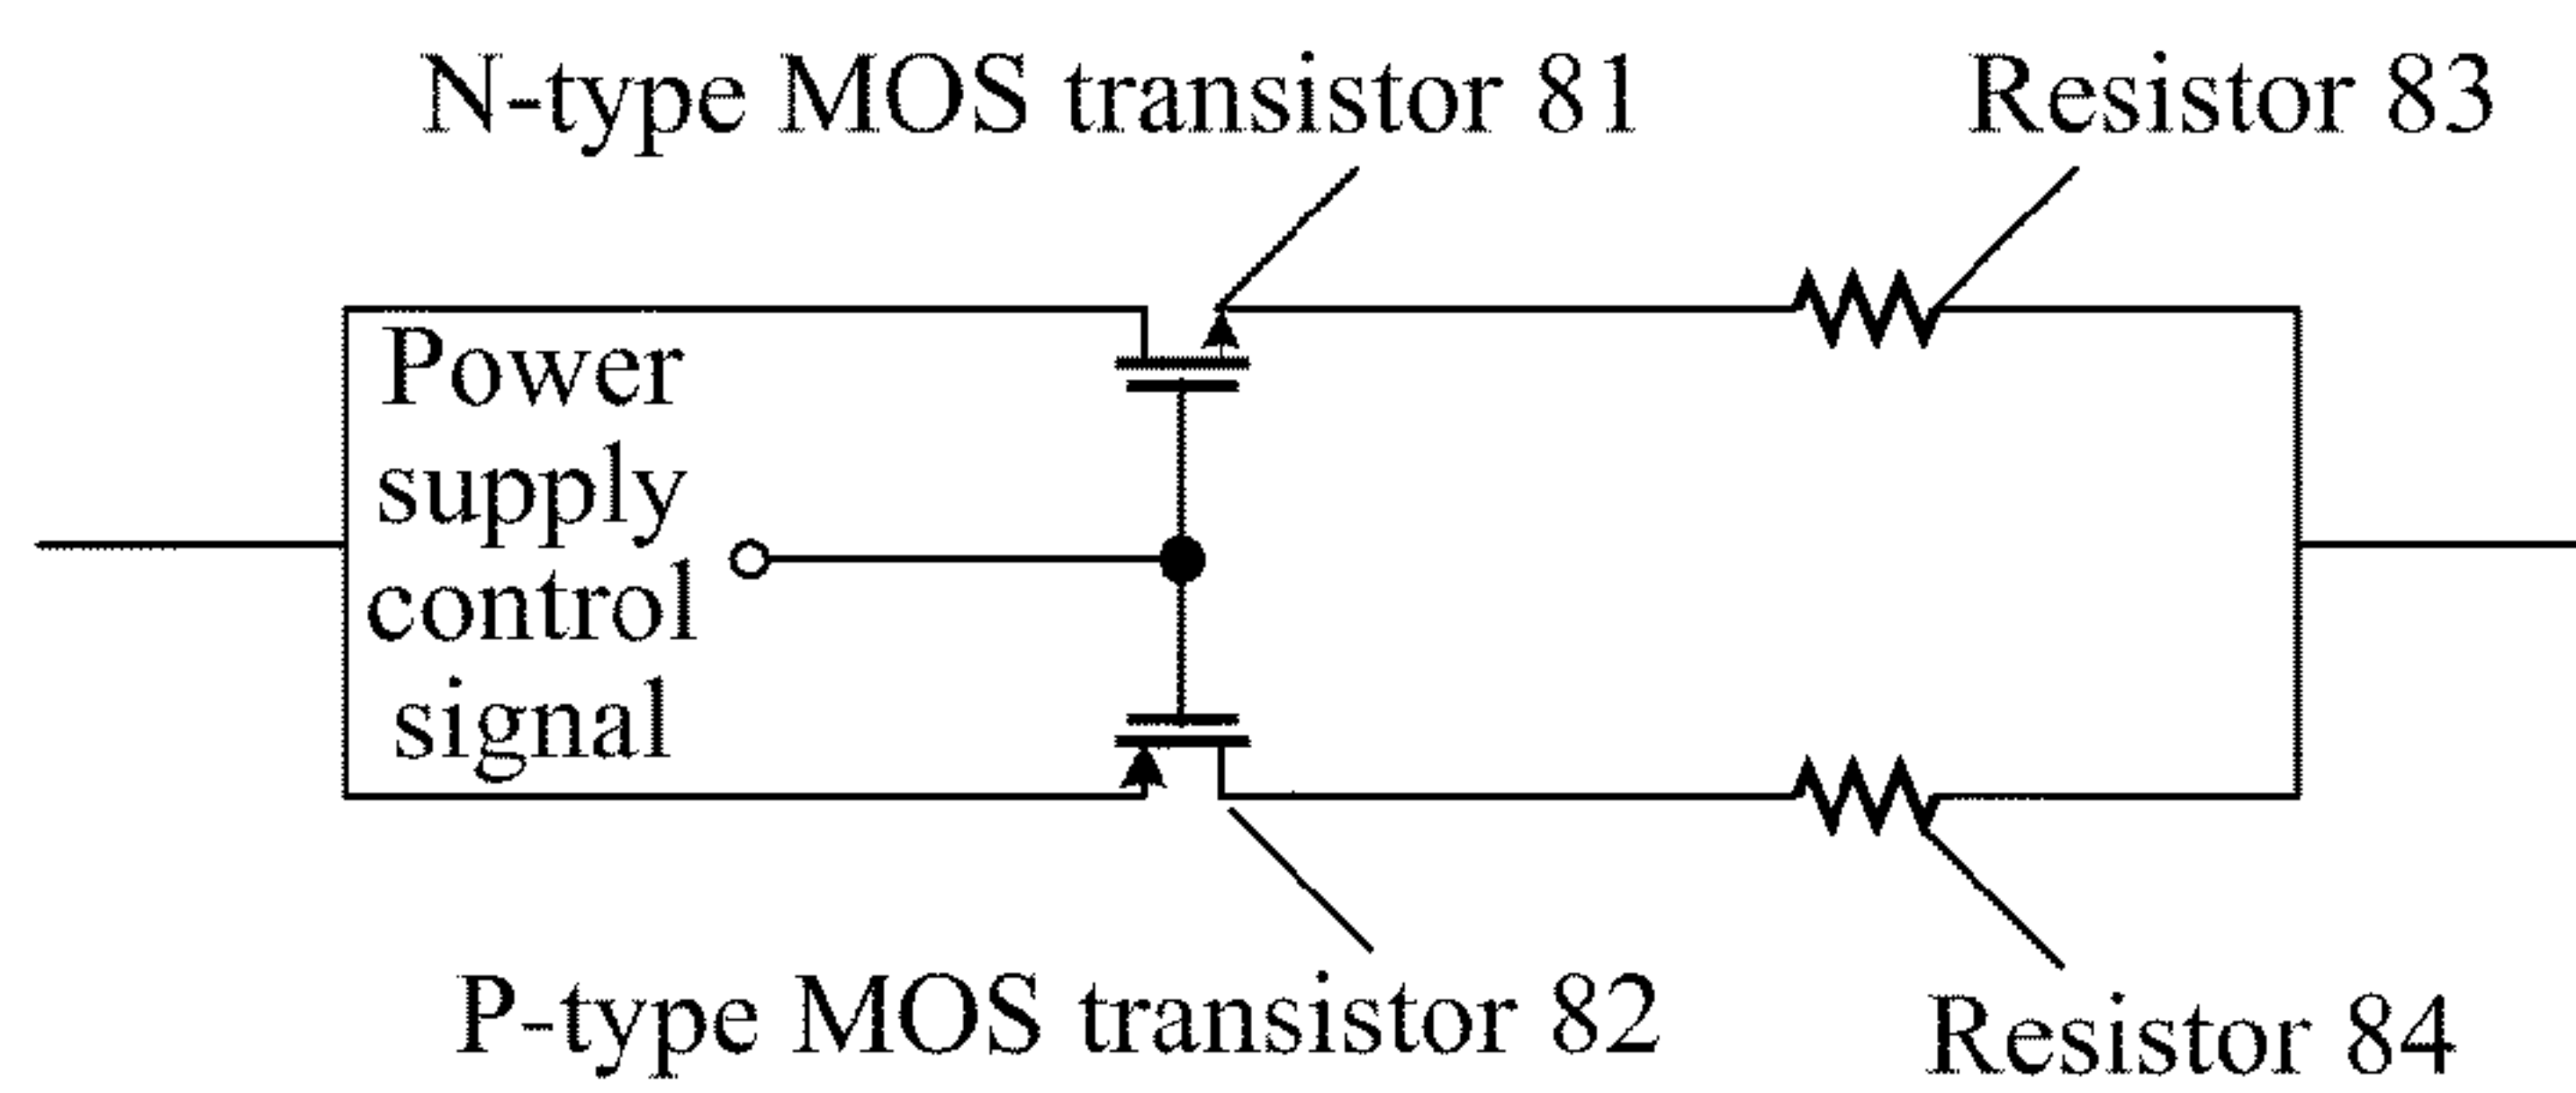 N-type MOS transistor 81
Resistor 83
Power
supply
control
signal
P-type MOS transistor 82
Resistor 84